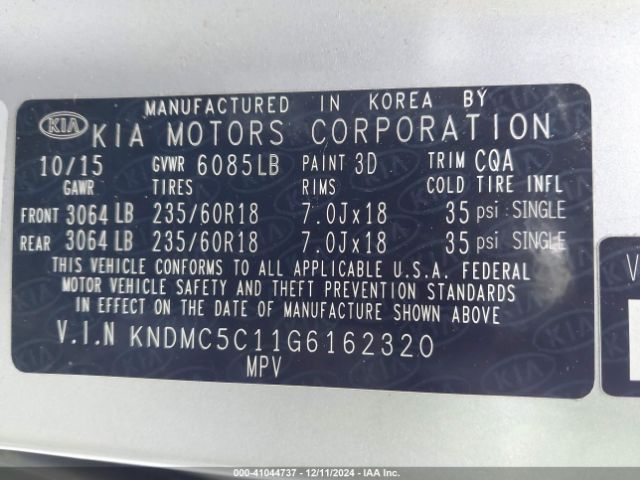 MANUFACTURED IN KOREA BY
KIA KIA MOTORS CORPORATION
10/15 GVWR 6085LB PAINT 3D TRIM CQA
GAWR TIRES RIMS COLD TIRE INFL
FRONT 3064 LB 235/60R18 7.0Jx18 35 psi SINGLE
REAR 3064 LB 235/60R18 7.0Jx18 35 psi SINGLE
THIS VEHICLE CONFORMS TO ALL APPLICABLE U.S.A. FEDERAL
MOTOR VEHICLE SAFETY AND THEFT PREVENTION STANDARDS
IN EFFECT ON THE DATE OF MANUFACTURE SHOWN ABOVE
V.I.N KNDMC5C11G6162320
MPV
V
000-41044737 - 12/11/2024 - IAA Inc.